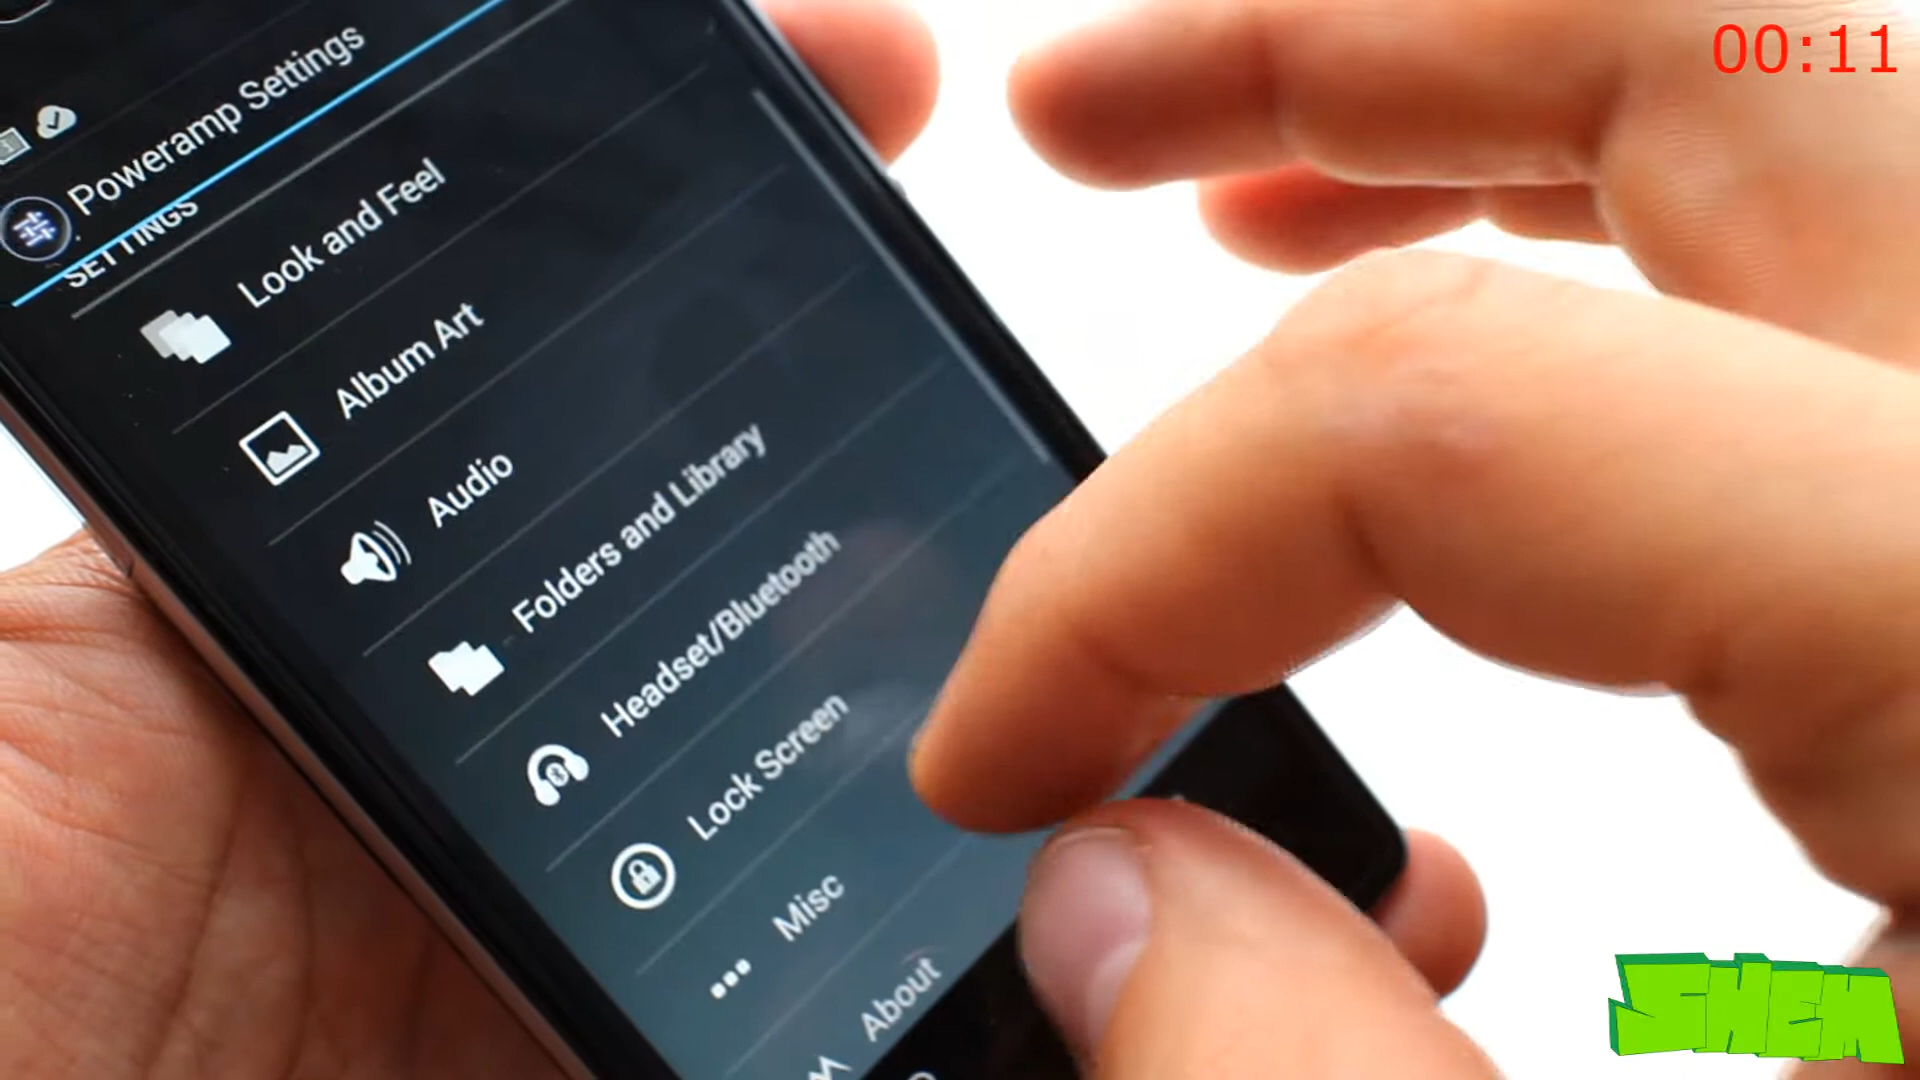 00:11
Poweramp Settings
SETTINGS
Look and Feel
Album Art
Audio
Folders and Library
Headset/Bluetooth
Lock Screen
Misc
About
SHEM